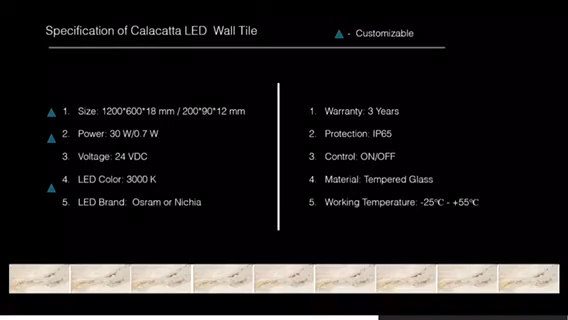 Specification of Calacatta LED Wall Tile
- Customizable
1. Size: 1200*600*18 mm / 200*90*12 mm
2. Power: 30 W/0.7 W
3. Voltage: 24 VDC
4. LED Color: 3000 K
5. LED Brand: Osram or Nichia
1. Warranty: 3 Years
2. Protection: IP65
3. Control: ON/OFF
4. Material: Tempered Glass
5. Working Temperature: -25℃ - +55℃